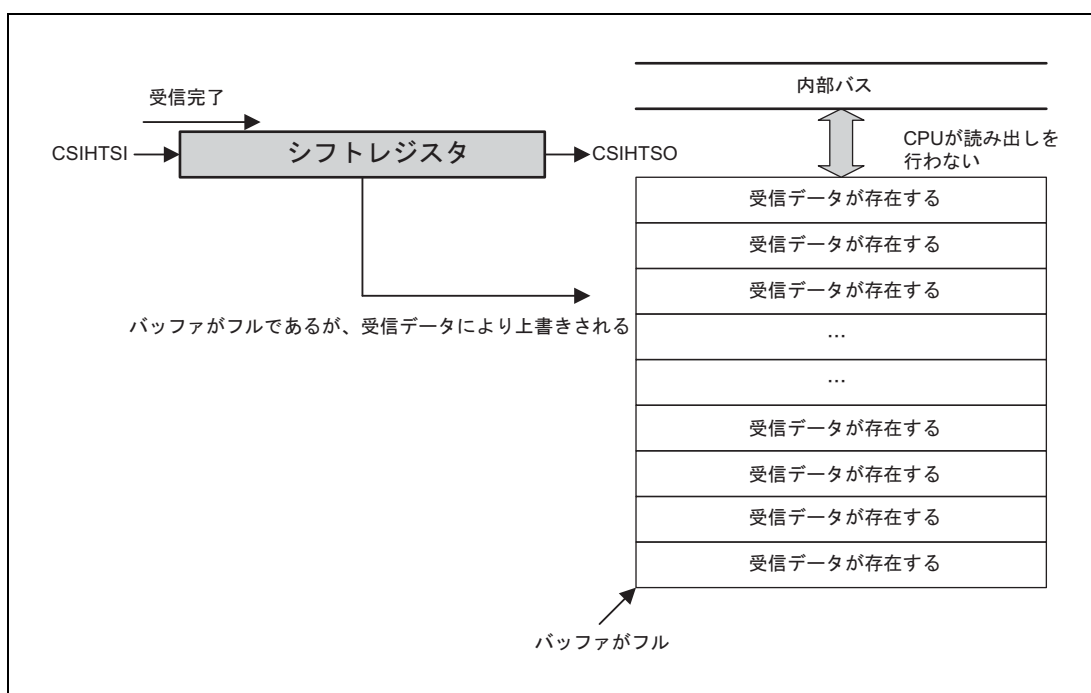 内部バス
受信完了
CSIHTSI
シフトレジスタ
CSIHTSO
CPUが読み出しを
行わない
受信データが存在する
受信データが存在する
受信データが存在する
バッファがフルであるが、受信データにより上書きされる
…
…
受信データが存在する
受信データが存在する
受信データが存在する
受信データが存在する
バッファがフル